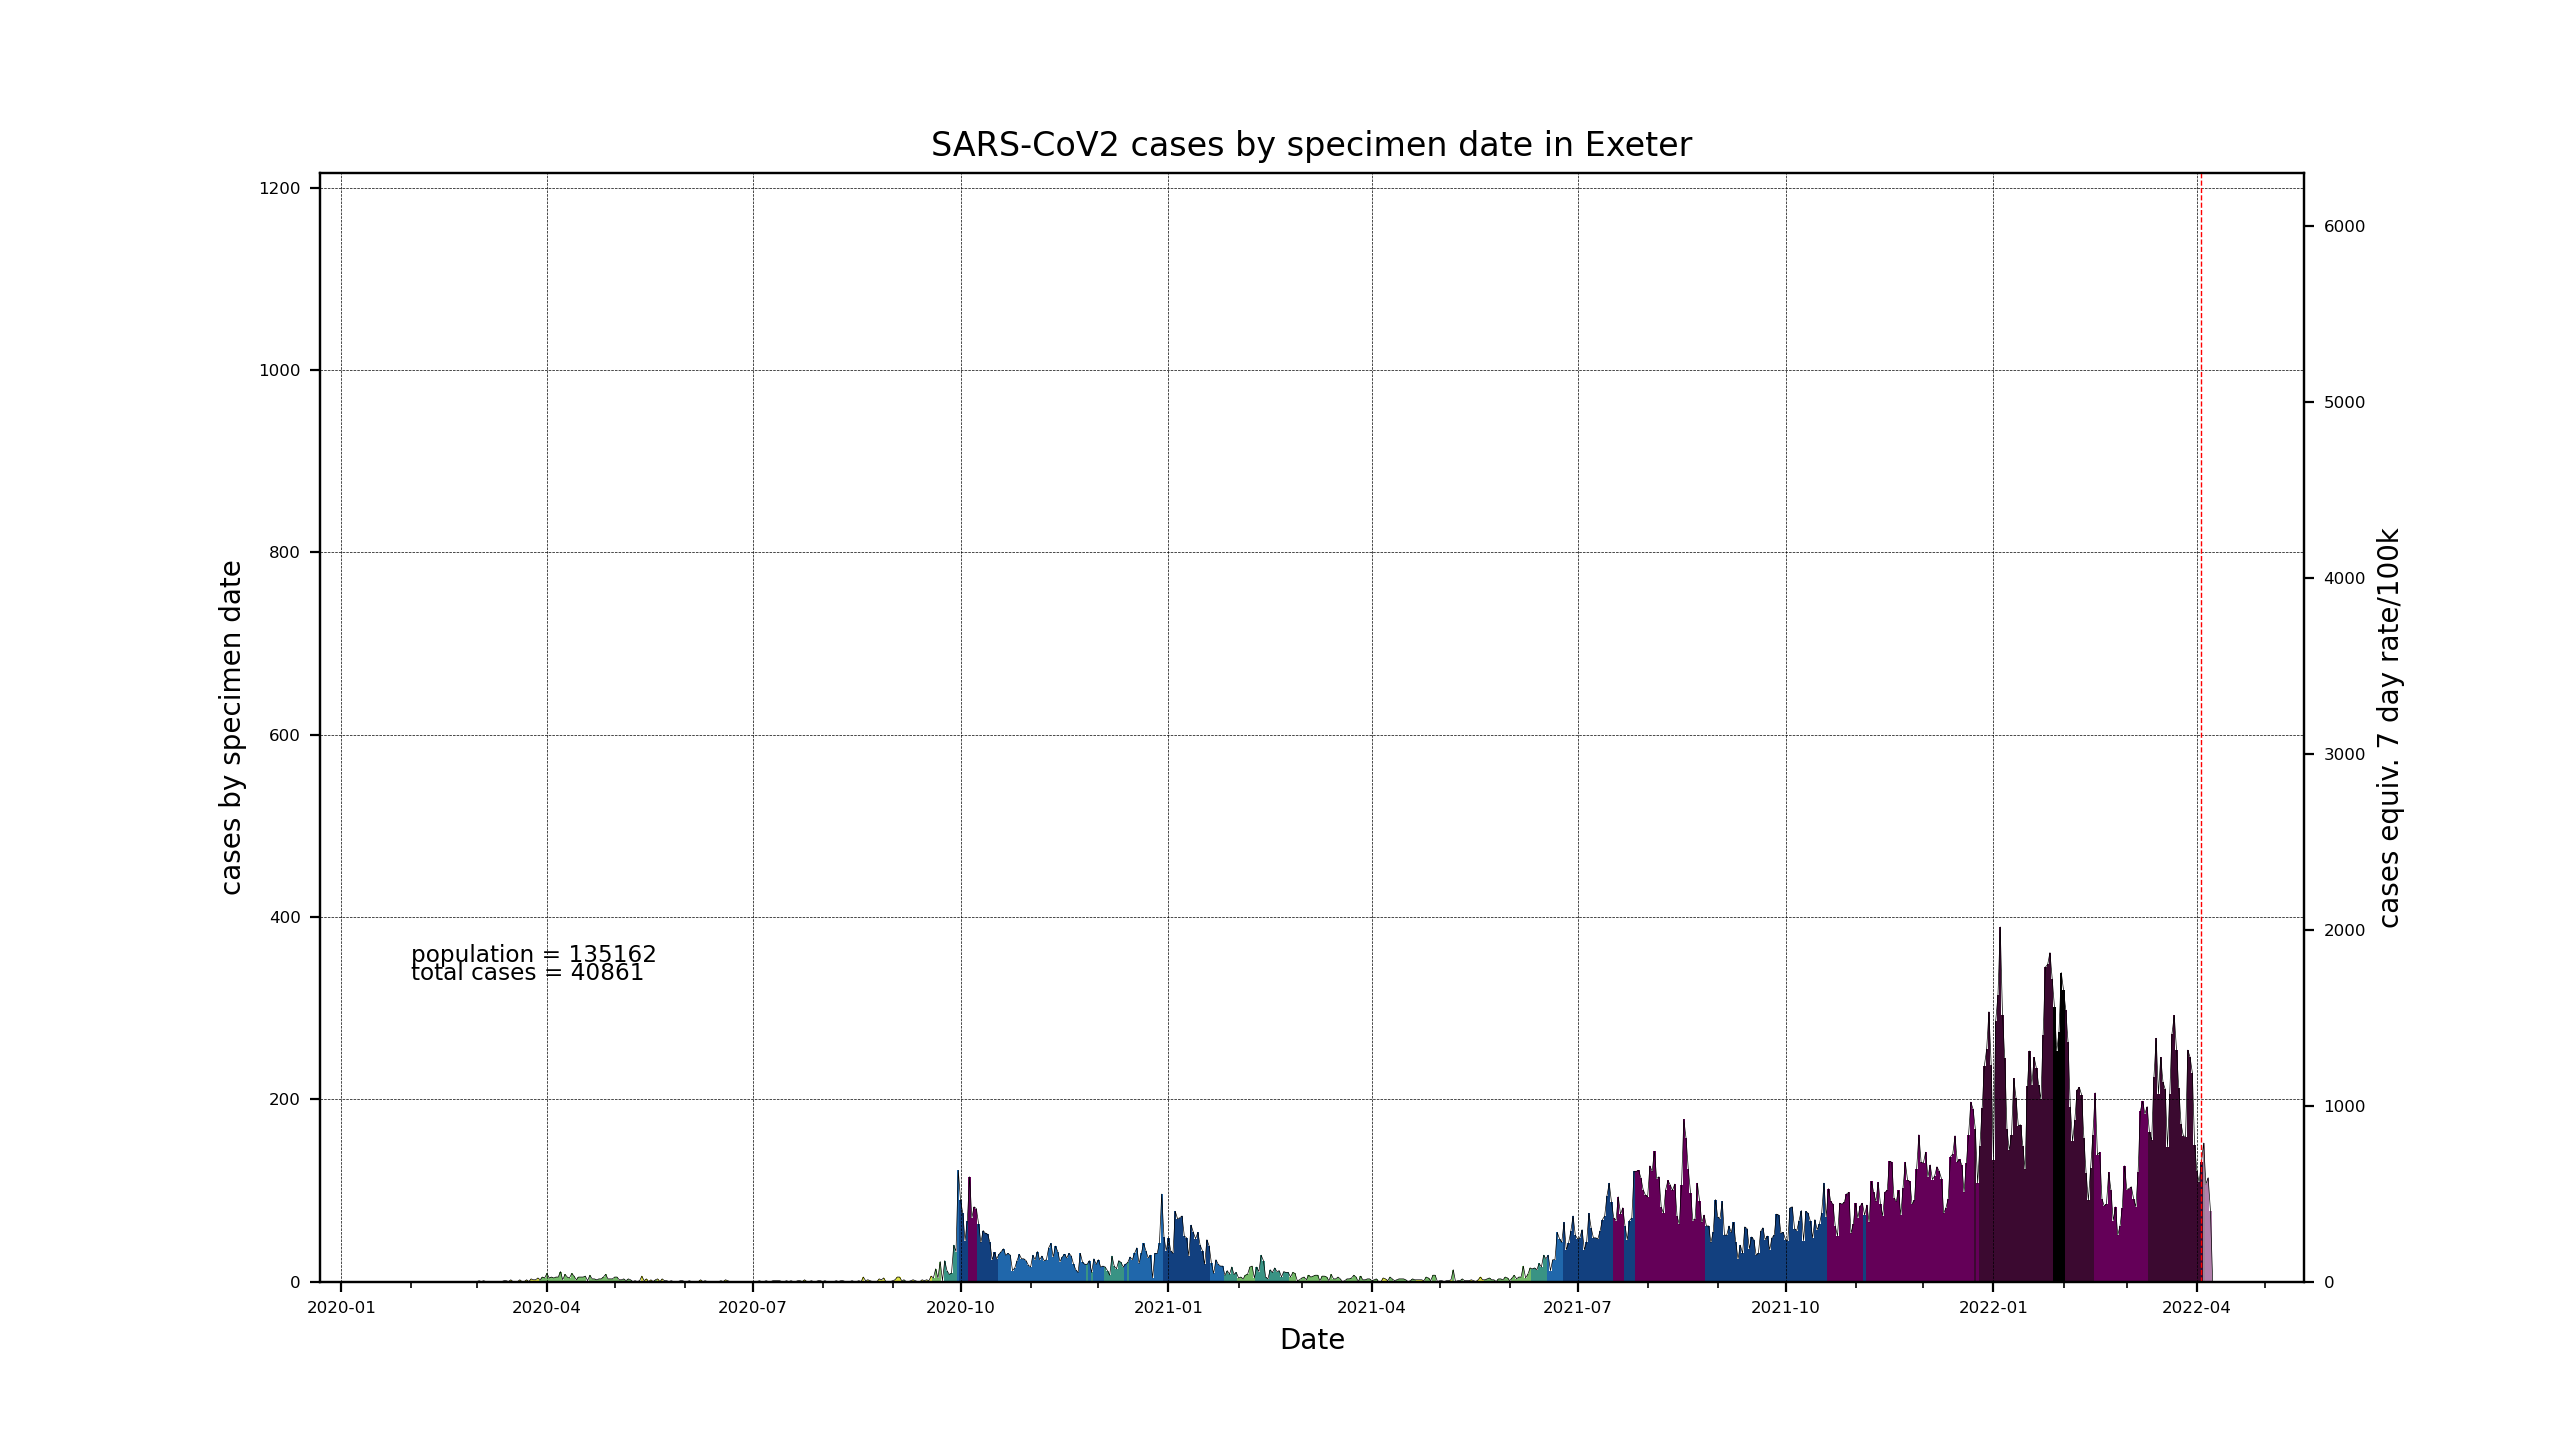 SARS-CoV2 cases by specimen date in Exeter
1200
1000
800
600
400
200
0
cases by specimen date
6000
5000
4000
3000
2000
1000
0
cases equiv. 7 day rate/100k
population = 135162
total cases = 40861
2020-01 2020-04 2020-07 2020-10 2021-01 2021-04 2021-07 2021-10 2022-01 2022-04
Date